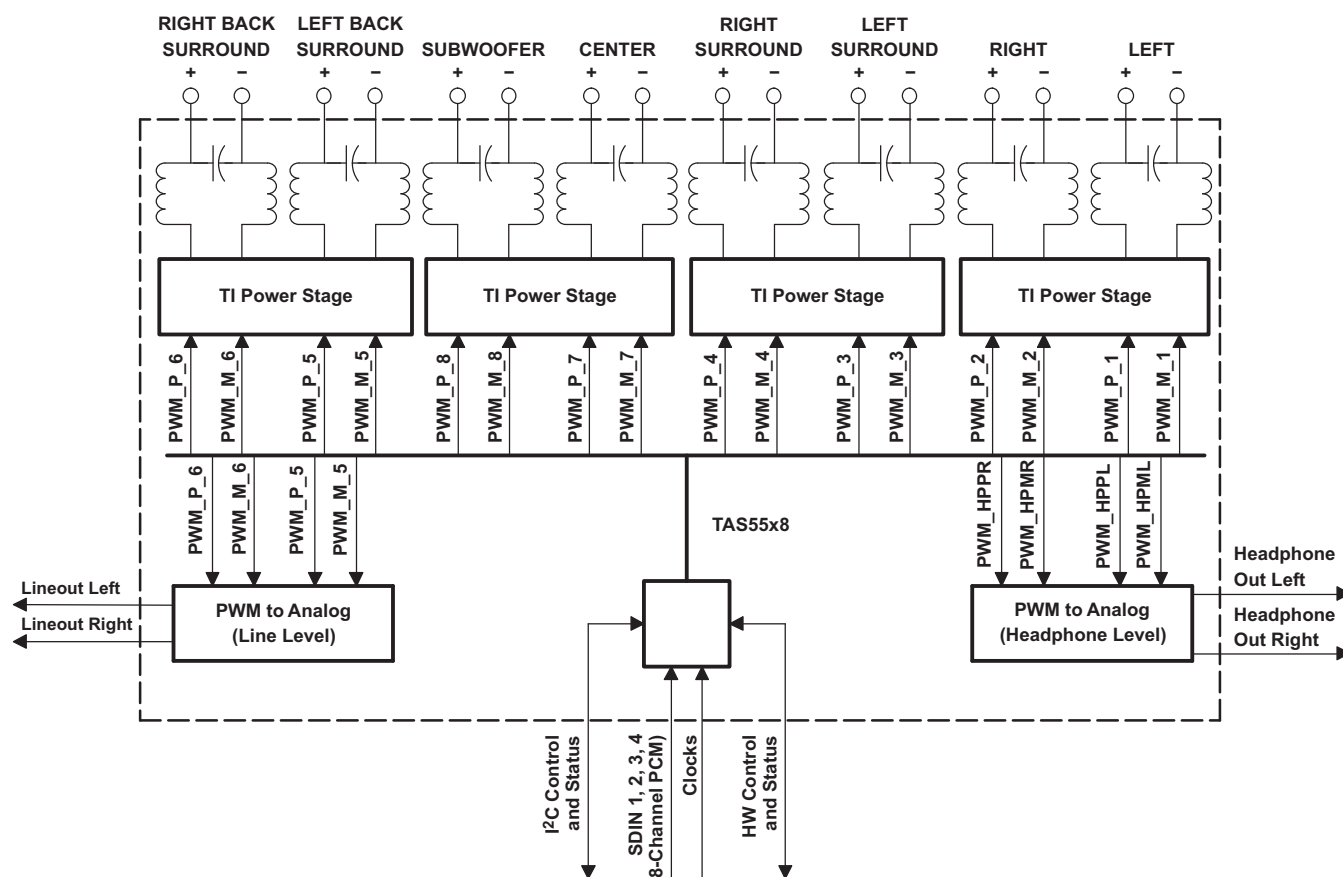 RIGHT BACK
SURROUND
LEFT BACK
SURROUND
SUBWOOFER
CENTER
RIGHT
SURROUND
LEFT
SURROUND
RIGHT
LEFT
+ − + − + − + − + − + − + − + −
TI Power Stage
TI Power Stage
TI Power Stage
TI Power Stage
PWM_P_6
PWM_M_6
PWM_P_5
PWM_M_5
PWM_P_8
PWM_M_8
PWM_P_7
PWM_M_7
PWM_P_4
PWM_M_4
PWM_P_3
PWM_M_3
PWM_P_2
PWM_M_2
PWM_P_1
PWM_M_1
PWM_P_6
PWM_M_6
PWM_P_5
PWM_M_5
TAS55x8
PWM_HPPR
PWM_HPMR
PWM_HPPL
PWM_HPML
Lineout Left
Lineout Right
PWM to Analog
(Line Level)
PWM to Analog
(Headphone Level)
Headphone
Out Left
Headphone
Out Right
I²C Control
and Status
SDIN 1, 2, 3, 4
8-Channel PCM)
Clocks
HW Control
and Status